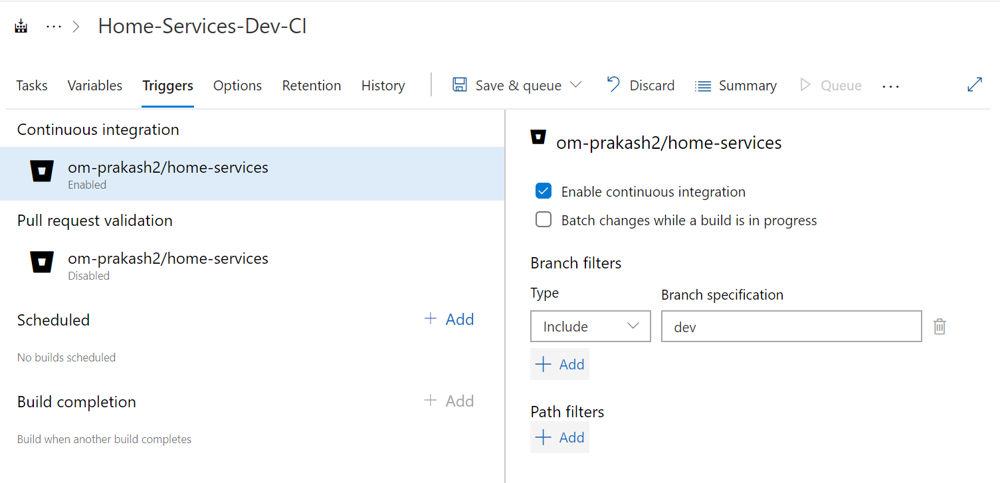 ··· > Home-Services-Dev-CI
Tasks Variables Triggers Options Retention History Save & queue Discard Summary Queue ···
Continuous integration
om-prakash2/home-services
Enabled
Pull request validation
om-prakash2/home-services
Disabled
Scheduled + Add
No builds scheduled
Build completion + Add
Build when another build completes
om-prakash2/home-services
Enable continuous integration
Batch changes while a build is in progress
Branch filters
Type Branch specification
Include dev
+ Add
Path filters
+ Add